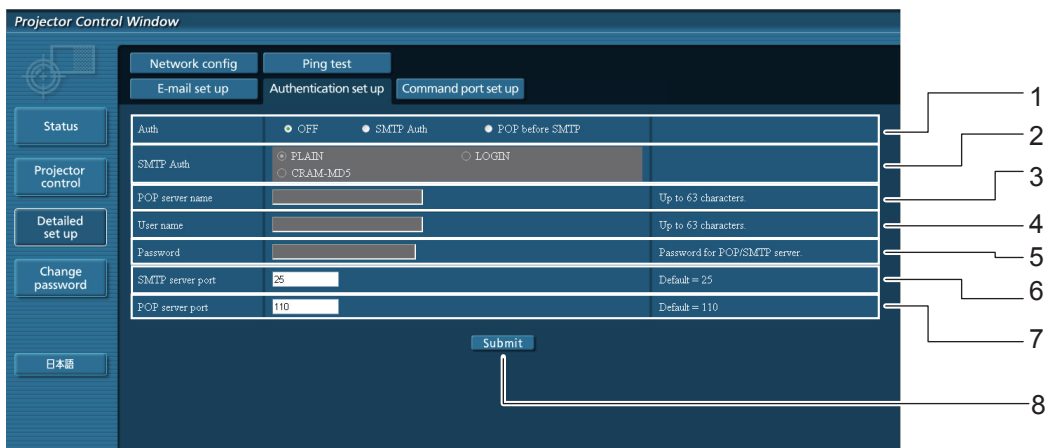 Projector Control Window
Network config
Ping test
E-mail set up
Authentication set up
Command port set up
Status
Projector control
Detailed set up
Change password
日本語
Auth
OFF
SMTP Auth
POP before SMTP
SMTP Auth
PLAIN
LOGIN
CRAM-MD5
POP server name
Up to 63 characters.
User name
Up to 63 characters.
Password
Password for POP/SMTP server.
SMTP server port
25
Default = 25
POP server port
110
Default = 110
Submit
1
2
3
4
5
6
7
8